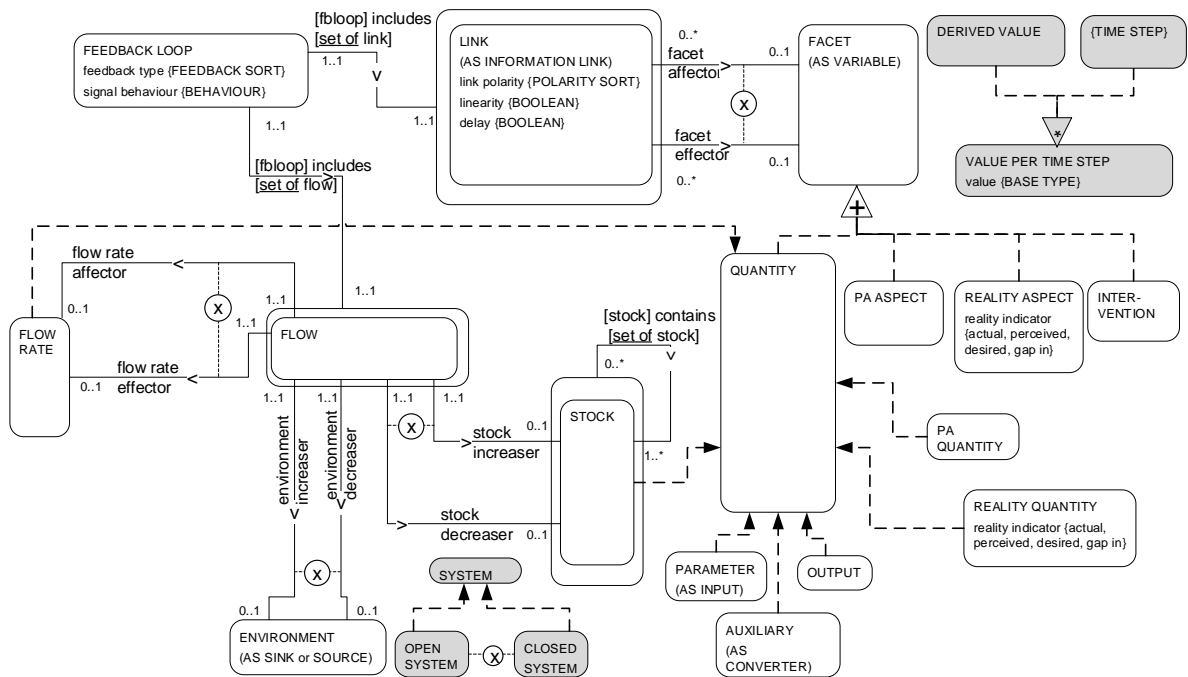 [fbloop] includes
[set of link]
1..1
FEEDBACK LOOP
feedback type {FEEDBACK SORT}
signal behaviour {BEHAVIOUR}
1..1
1..1
LINK
(AS INFORMATION LINK)
link polarity {POLARITY SORT}
linearity {BOOLEAN}
delay {BOOLEAN}
0..*
facet
affector
0..1
X
facet
effector
0..*
0..1
FACET
(AS VARIABLE)
+
DERIVED VALUE
{TIME STEP}
*
VALUE PER TIME STEP
value {BASE TYPE}
[fbloop] includes
[set of flow]
1..1
flow rate
affector
0..1
1..1
X
1..1
FLOW
RATE
flow rate
effector
0..1
FLOW
1..1
1..1
1..1
1..1
environment
increaser
environment
decreaser
X
X
0..1
0..1
ENVIRONMENT
(AS SINK or SOURCE)
stock
increaser
0..1
stock
decreaser
0..1
[stock] contains
[set of stock]
0..*
STOCK
1..*
SYSTEM
OPEN
SYSTEM
X
CLOSED
SYSTEM
QUANTITY
PA ASPECT
REALITY ASPECT
reality indicator
{actual, perceived,
desired, gap in}
INTER-
VENTION
PA
QUANTITY
REALITY QUANTITY
reality indicator {actual,
perceived, desired, gap in}
PARAMETER
(AS INPUT)
OUTPUT
AUXILIARY
(AS
CONVERTER)